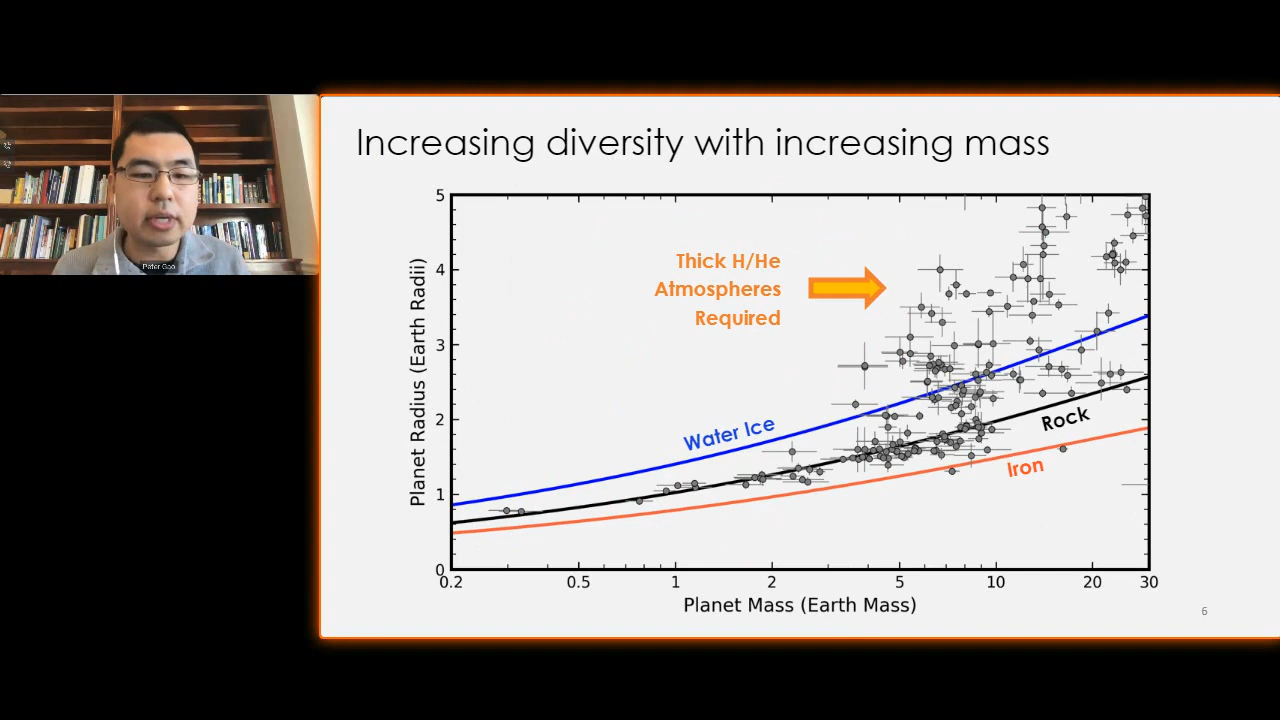 Increasing diversity with increasing mass
Peter Gao
Planet Radius (Earth Radii)
5
4
3
2
1
0
Thick H/He
Atmospheres
Required
Water Ice
Rock
Iron
0.2
0.5
1
2
5
10
20
30
Planet Mass (Earth Mass)
6